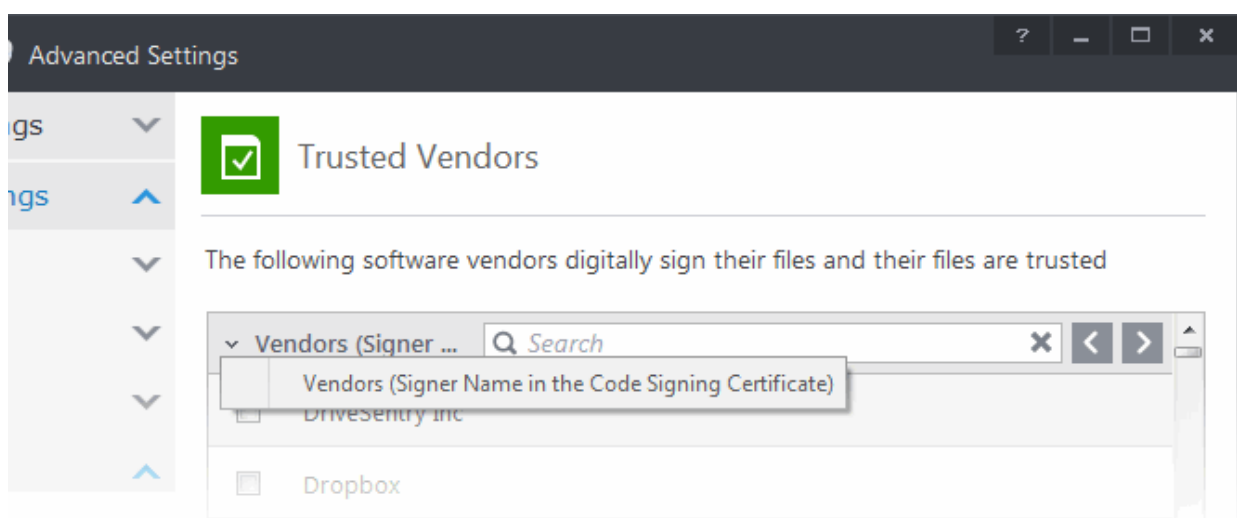 ?
Advanced Settings
gs
Trusted Vendors
ngs
The following software vendors digitally sign their files and their files are trusted
Vendors (Signer ... Search
Vendors (Signer Name in the Code Signing Certificate)
DriveSentry Inc
Dropbox